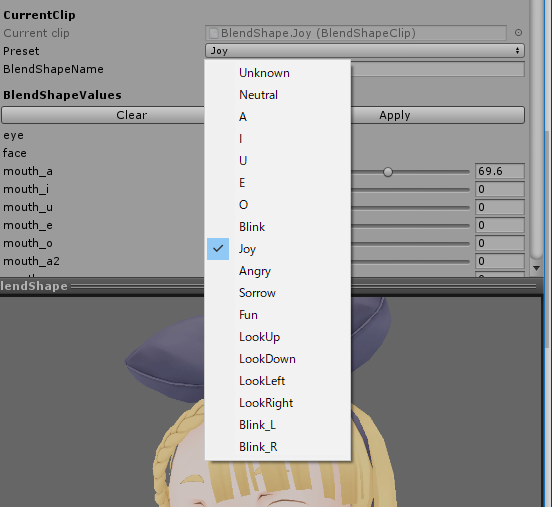 CurrentClip
Current clip BlendShape.Joy (BlendShapeClip)
Preset Joy
BlendShapeName
BlendShapeValues
Clear Apply
eye
face
mouth_a 69.6
mouth_i 0
mouth_u 0
mouth_e 0
mouth_o 0
mouth_a2 0
lendShape
Unknown
Neutral
A
I
U
E
O
Blink
Joy
Angry
Sorrow
Fun
LookUp
LookDown
LookLeft
LookRight
Blink_L
Blink_R